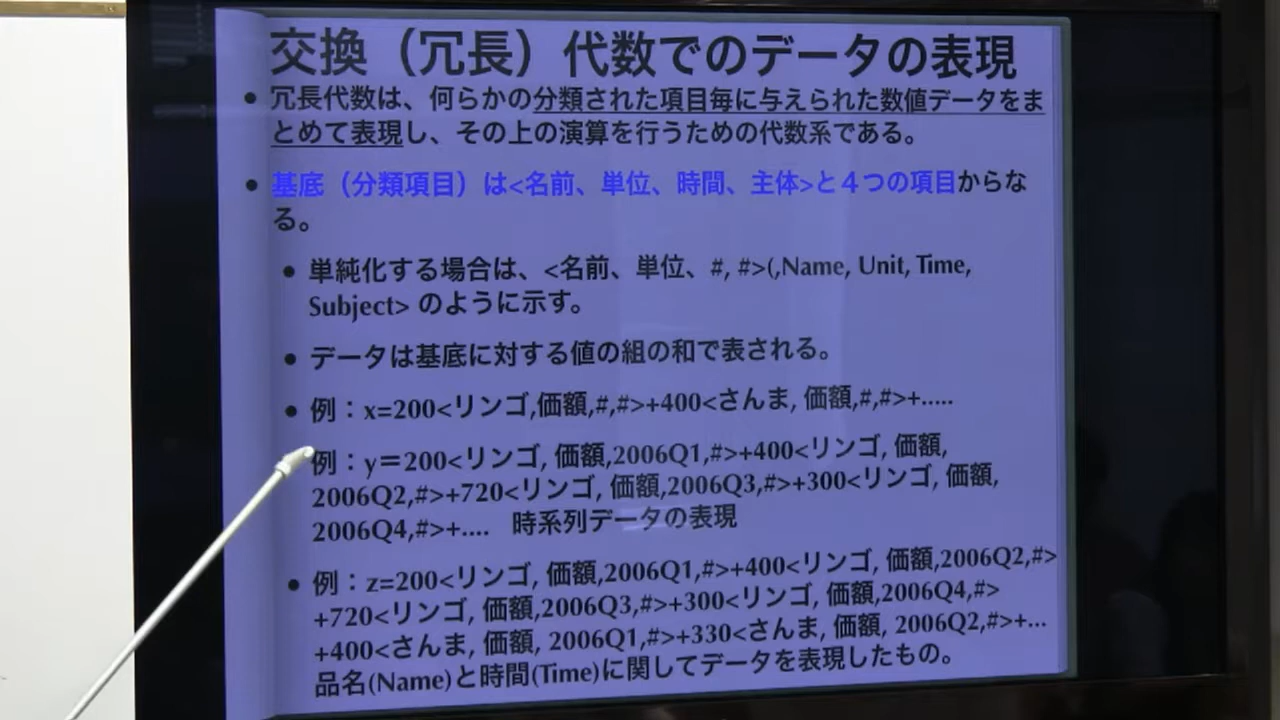 交換（冗長）代数でのデータの表現
● 冗長代数は、何らかの分類された項目毎に与えられた数値データをま
とめて表現し、その上の演算を行うための代数系である。
● 基底（分類項目）は<名前、単位、時間、主体>と４つの項目からな
る。
● 単純化する場合は、<名前、単位、#, #>(,Name, Unit, Time,
Subject> のように示す。
● データは基底に対する値の組の和で表される。
● 例：x=200<リンゴ,価額,#,#>+400<さんま, 価額,#,#>+.....
例：y＝200<リンゴ, 価額,2006Q1,#>+400<リンゴ, 価額,
2006Q2,#>+720<リンゴ, 価額,2006Q3,#>+300<リンゴ, 価額,
2006Q4,#>+.... 時系列データの表現
● 例：z=200<リンゴ, 価額,2006Q1,#>+400<リンゴ, 価額,2006Q2,#>
+720<リンゴ, 価額,2006Q3,#>+300<リンゴ, 価額,2006Q4,#>
+400<さんま, 価額, 2006Q1,#>+330<さんま, 価額, 2006Q2,#>+...
品名(Name)と時間(Time)に関してデータを表現したもの。